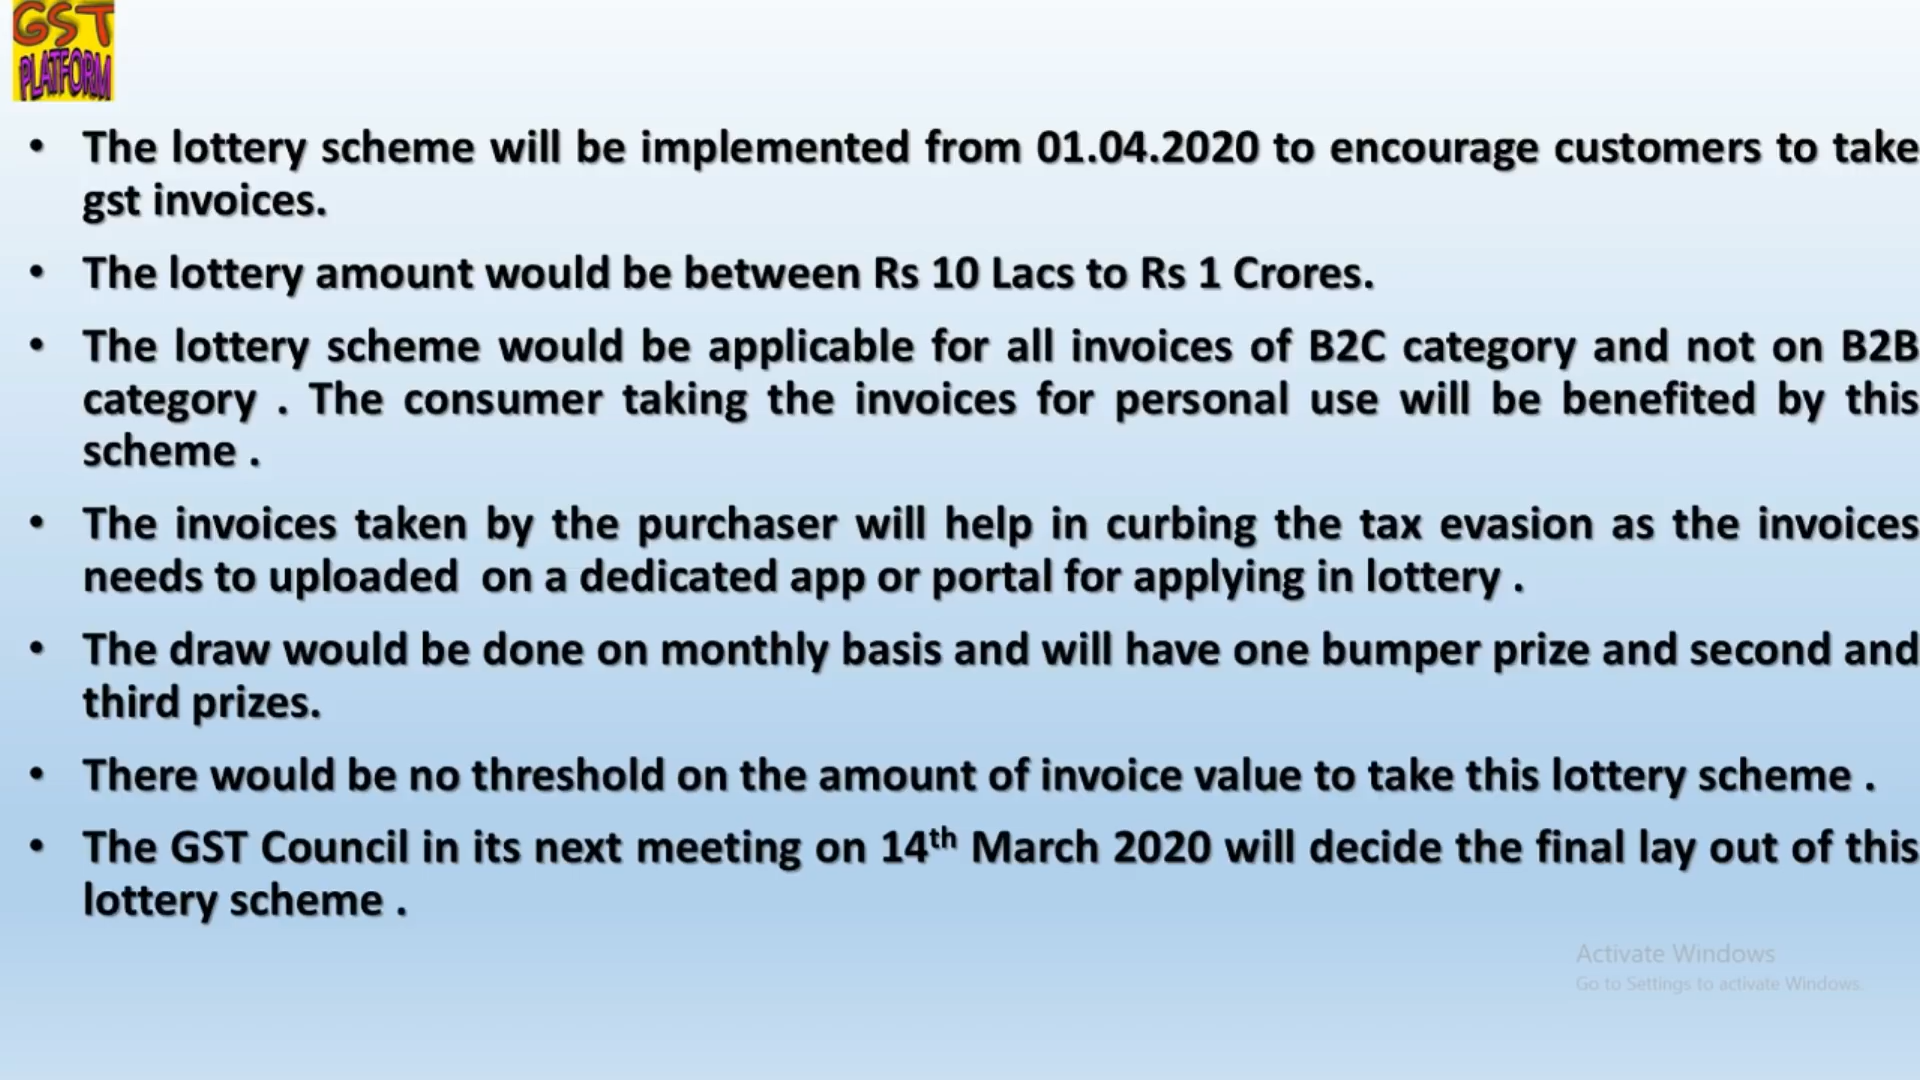 GST
PLATFORM
• The lottery scheme will be implemented from 01.04.2020 to encourage customers to take
gst invoices.
• The lottery amount would be between Rs 10 Lacs to Rs 1 Crores.
• The lottery scheme would be applicable for all invoices of B2C category and not on B2B
category . The consumer taking the invoices for personal use will be benefited by this
scheme .
• The invoices taken by the purchaser will help in curbing the tax evasion as the invoices
needs to uploaded  on a dedicated app or portal for applying in lottery .
• The draw would be done on monthly basis and will have one bumper prize and second and
third prizes.
• There would be no threshold on the amount of invoice value to take this lottery scheme .
• The GST Council in its next meeting on 14th March 2020 will decide the final lay out of this
lottery scheme .
Activate Windows
Go to Settings to activate Windows.